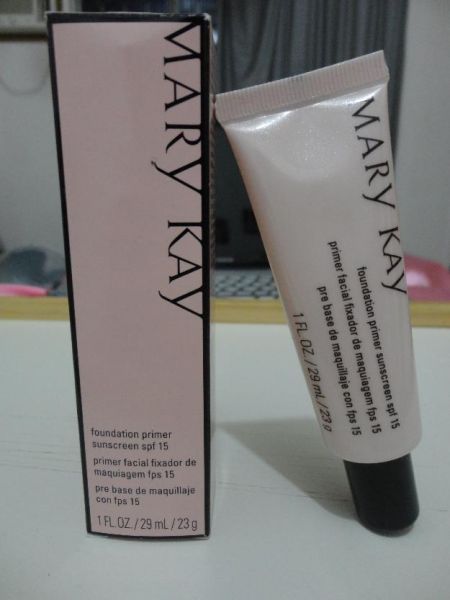 MARY KAY
foundation primer
sunscreen spf 15
primer facial fixador de
maquiagem fps 15
pre base de maquillaje
con fps 15
1 FL.OZ./29 mL/23 g
MARY KAY
foundation primer sunscreen spf 15
primer facial fixador de maquiagem fps 15
pre base de maquillaje con fps 15
1 FL.OZ./29 mL/23 g